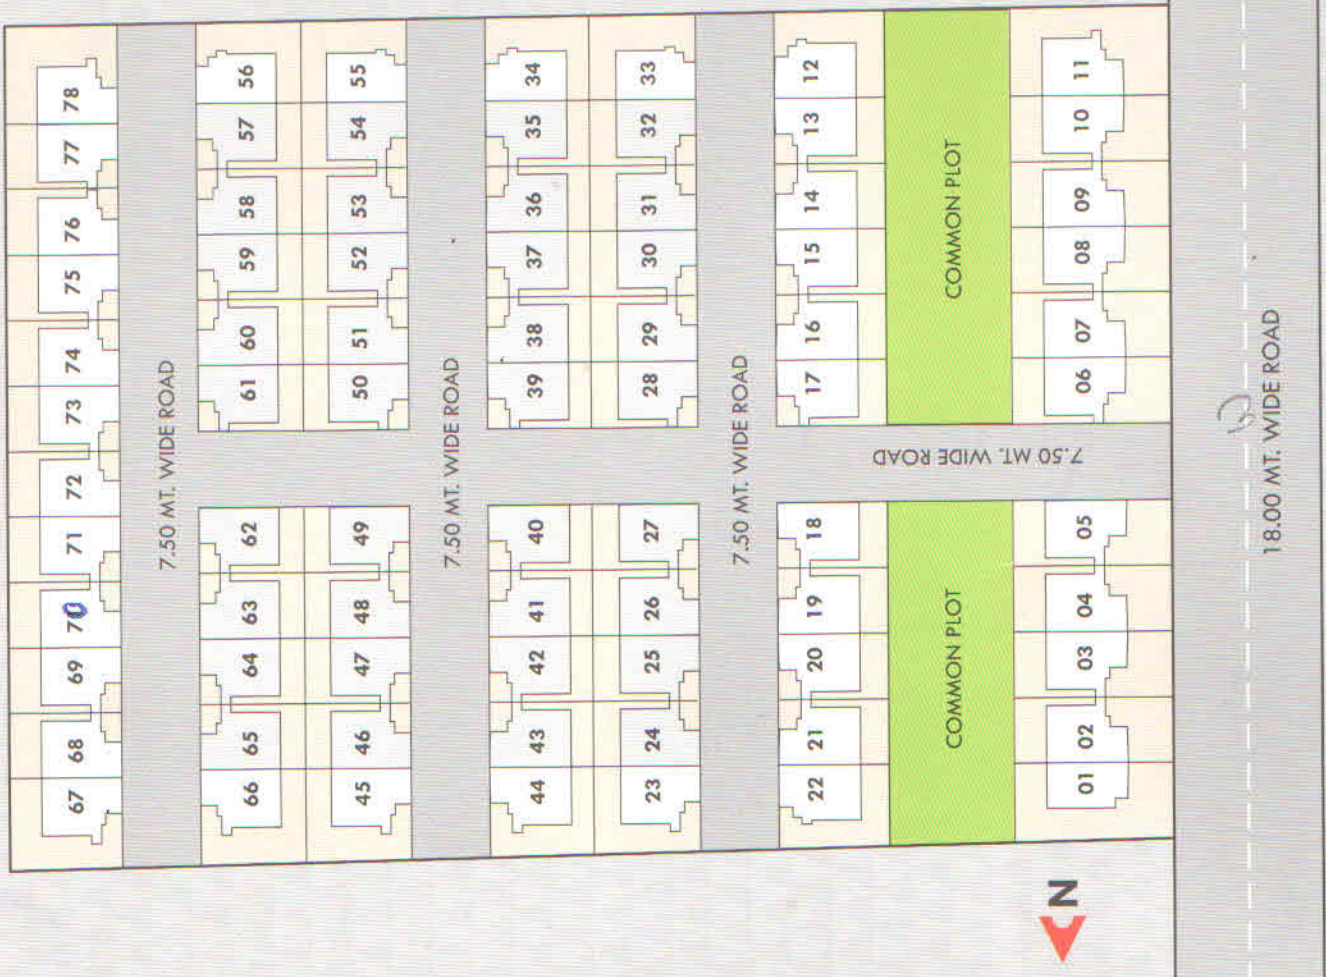 67 68 69 70 71 72 73 74 75 76 77 78
7.50 MT. WIDE ROAD
66 65 64 63 62 61 60 59 58 57 56
45 46 47 48 49 50 51 52 53 54 55
7.50 MT. WIDE ROAD
44 43 42 41 40 39 38 37 36 35 34
23 24 25 26 27 28 29 30 31 32 33
7.50 MT. WIDE ROAD
22 21 20 19 18 17 16 15 14 13 12
COMMON PLOT
7.50 MT. WIDE ROAD
COMMON PLOT
01 02 03 04 05 06 07 08 09 10 11
N
18.00 MT. WIDE ROAD